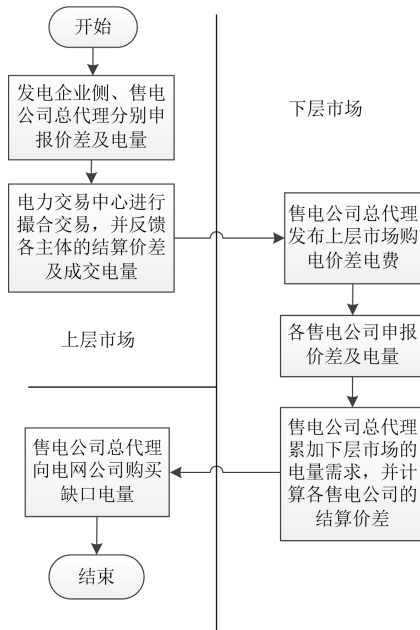 开始
发电企业侧、售电
公司总代理分别申
报价差及电量
电力交易中心进行
撮合交易，并反馈
各主体的结算价差
及成交电量
上层市场
下层市场
售电公司总代理
发布上层市场购
电价差电费
各售电公司申报
价差及电量
售电公司总代理
累加下层市场的
电量需求，并计
算各售电公司的
结算价差
售电公司总代理
向电网公司购买
缺口电量
结束